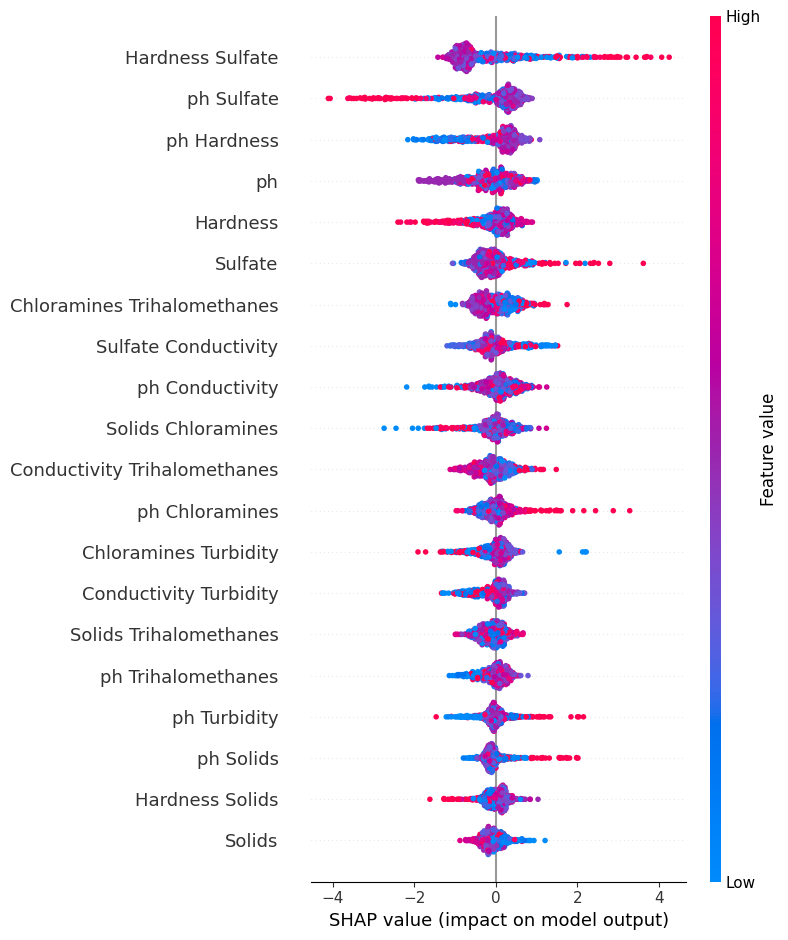 High
Hardness Sulfate
ph Sulfate
ph Hardness
ph
Hardness
Sulfate
Chloramines Trihalomethanes
Sulfate Conductivity
ph Conductivity
Solids Chloramines
Conductivity Trihalomethanes
ph Chloramines
Chloramines Turbidity
Conductivity Turbidity
Solids Trihalomethanes
ph Trihalomethanes
ph Turbidity
ph Solids
Hardness Solids
Solids
Feature value
Low
−4 −2 0 2 4
SHAP value (impact on model output)